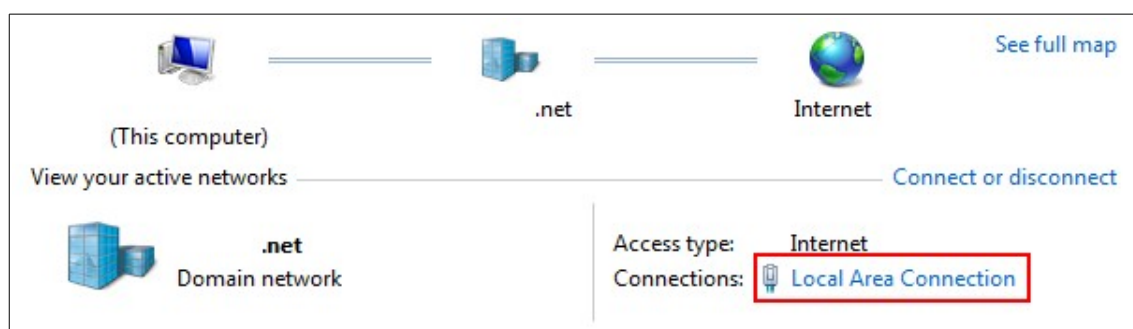 See full map
.net
Internet
(This computer)
View your active networks
Connect or disconnect
.net
Domain network
Access type: Internet
Connections: Local Area Connection